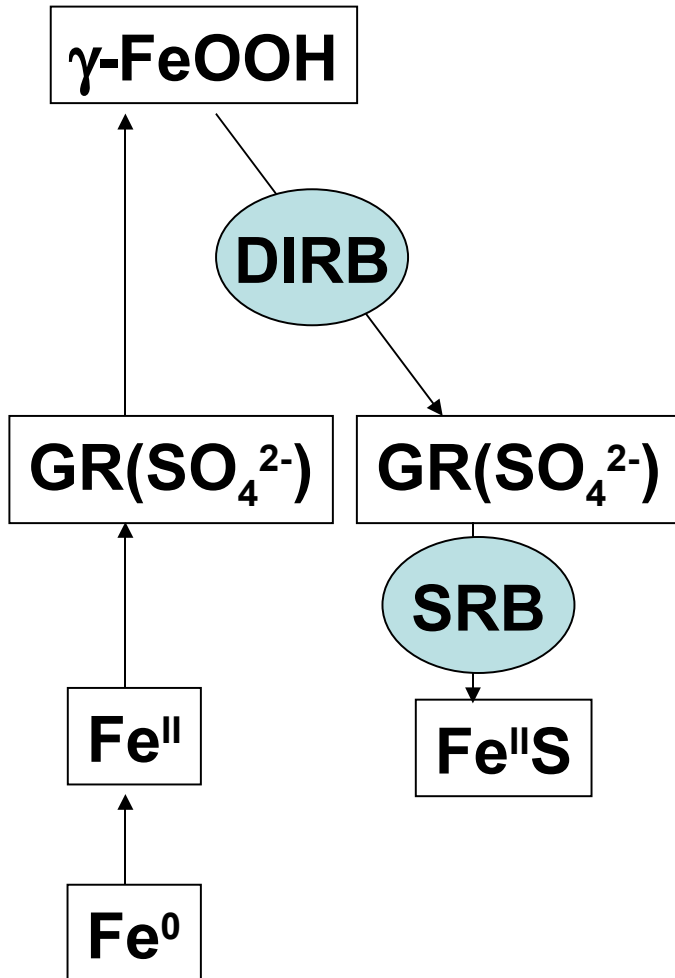 γ-FeOOH
DIRB
GR(SO₄²⁻) GR(SO₄²⁻)
SRB
Feᴵᴵ
FeᴵᴵS
Fe⁰